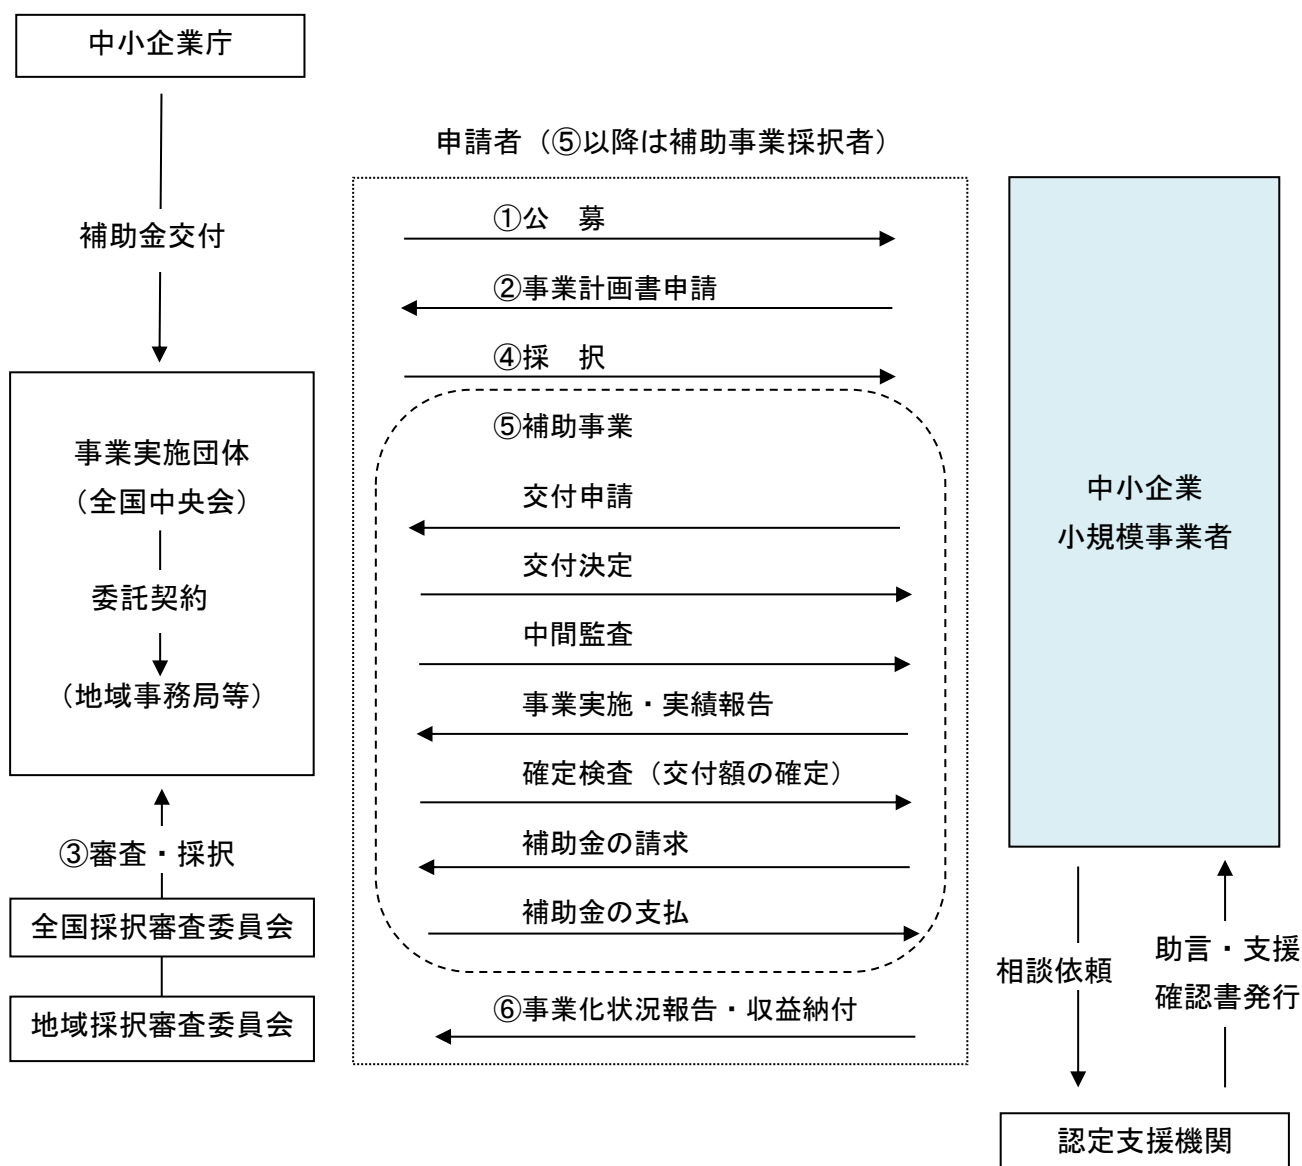 中小企業庁
補助金交付
事業実施団体
(全国中央会)
委託契約
(地域事務局等)
③審査・採択
全国採択審査委員会
地域採択審査委員会
申請者（⑤以降は補助事業採択者）
①公　募
②事業計画書申請
④採　択
⑤補助事業
交付申請
交付決定
中間監査
事業実施・実績報告
確定検査（交付額の確定）
補助金の請求
補助金の支払
⑥事業化状況報告・収益納付
中小企業
小規模事業者
相談依頼
助言・支援
確認書発行
認定支援機関